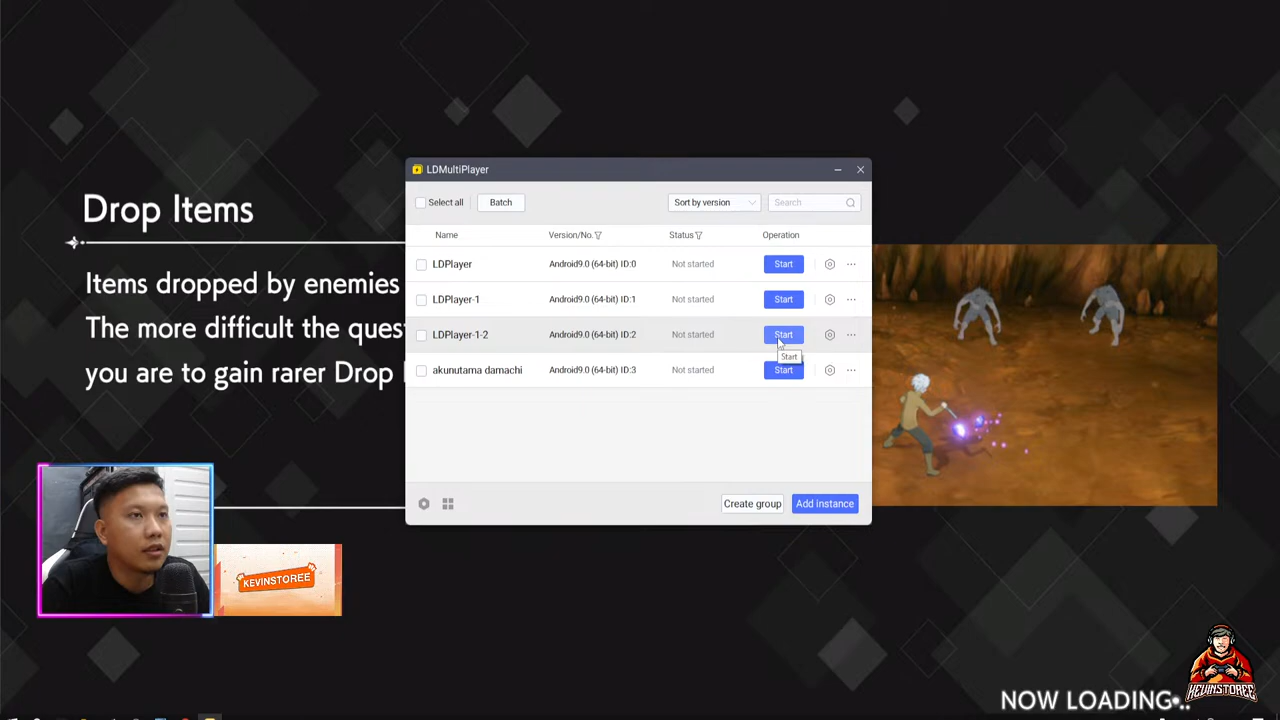 LDMultiPlayer
Select all
Batch
Sort by version
Search
Name Version/No. Status Operation
LDPlayer Android9.0 (64-bit) ID:0 Not started Start
LDPlayer-1 Android9.0 (64-bit) ID:1 Not started Start
LDPlayer-1-2 Android9.0 (64-bit) ID:2 Not started Start
Start
akunutama damachi Android9.0 (64-bit) ID:3 Not started Start
Create group
Add instance
Drop Items
Items dropped by enemies
The more difficult the
you are to gain rarer Drop
KEVINSTOREE
NOW LOADING..
KEVINSTOREE